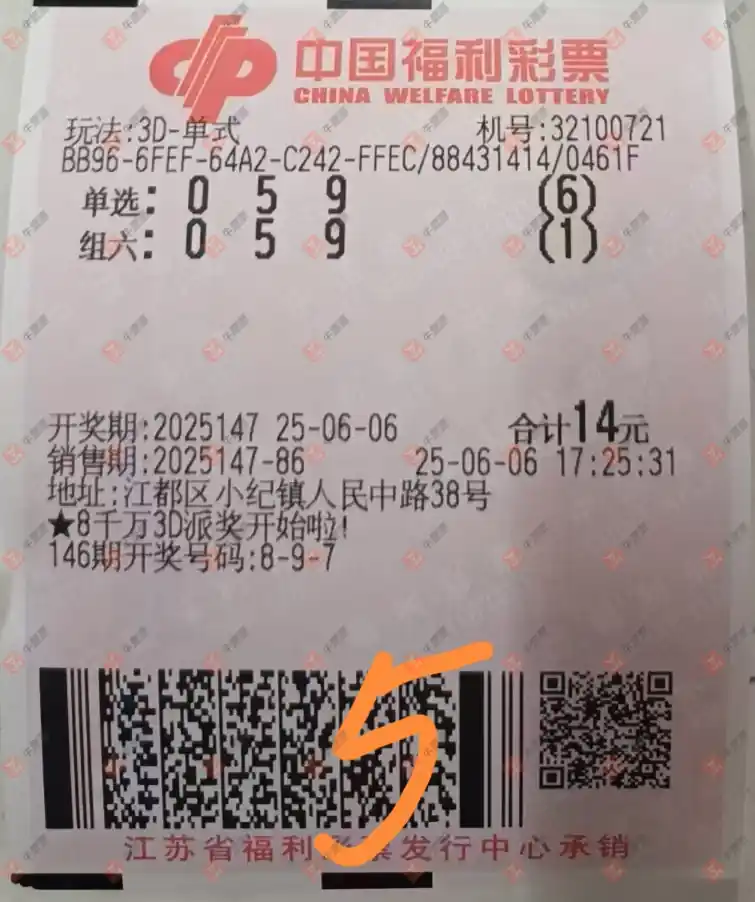 中国福利彩票
CHINA WELFARE LOTTERY
玩法:3D-单式 机号:32100721
BB96-6FEF-64A2-C242-FFEC/88431414/0461F
单选: 0 5 9 (6)
组六: 0 5 9 (1)
开奖期:2025147 25-06-06 合计14元
销售期:2025147-86 25-06-06 17:25:31
地址:江都区小纪镇人民中路38号
★8千万3D派奖开始啦!
146期开奖号码:8-9-7
5
江苏省福利彩票发行中心承销